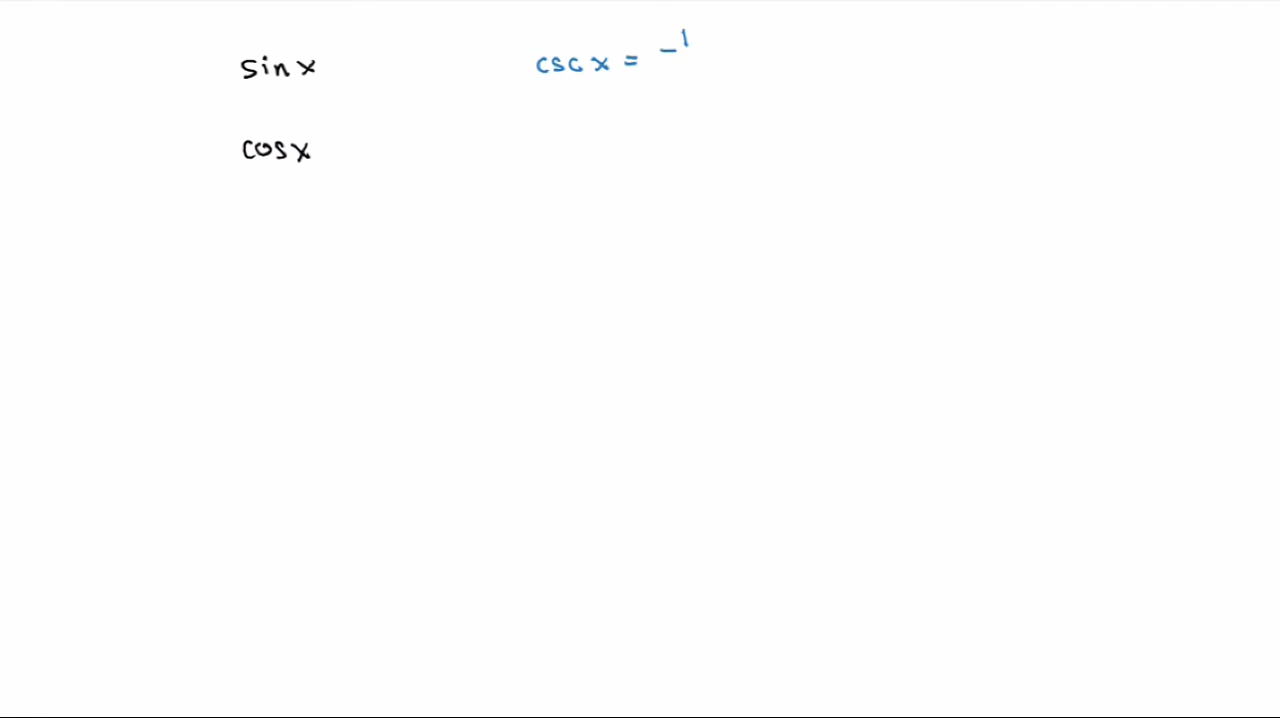 sin x csc x = -1
cos x